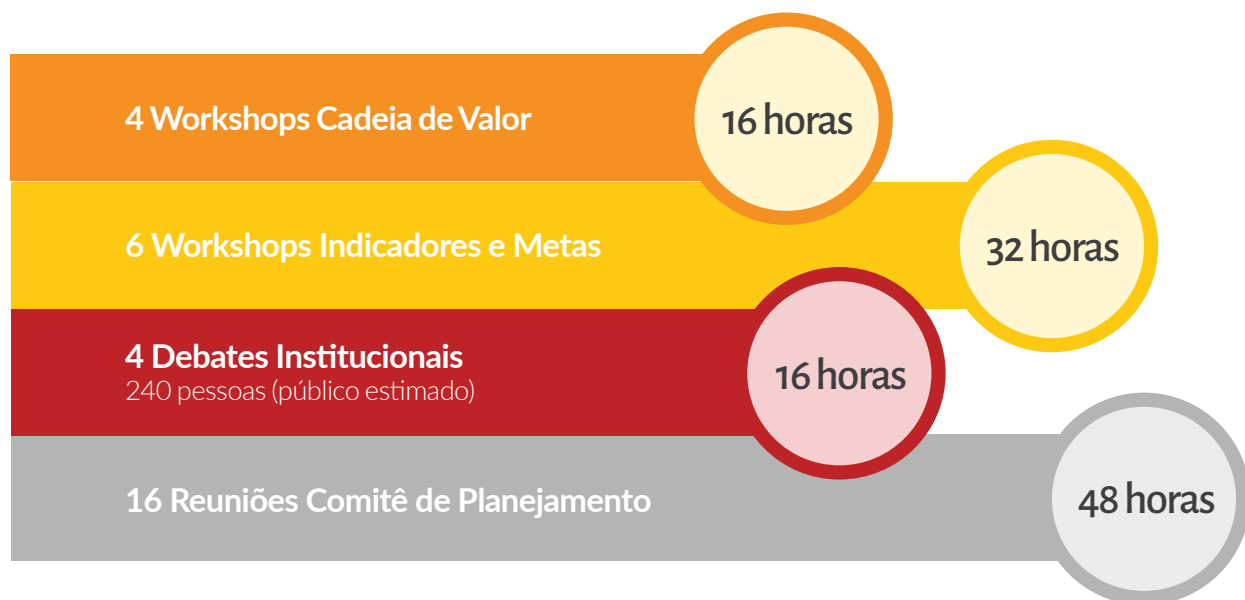 4 Workshops Cadeia de Valor
16 horas
6 Workshops Indicadores e Metas
32 horas
4 Debates Institucionais
240 pessoas (público estimado)
16 horas
16 Reuniões Comitê de Planejamento
48 horas